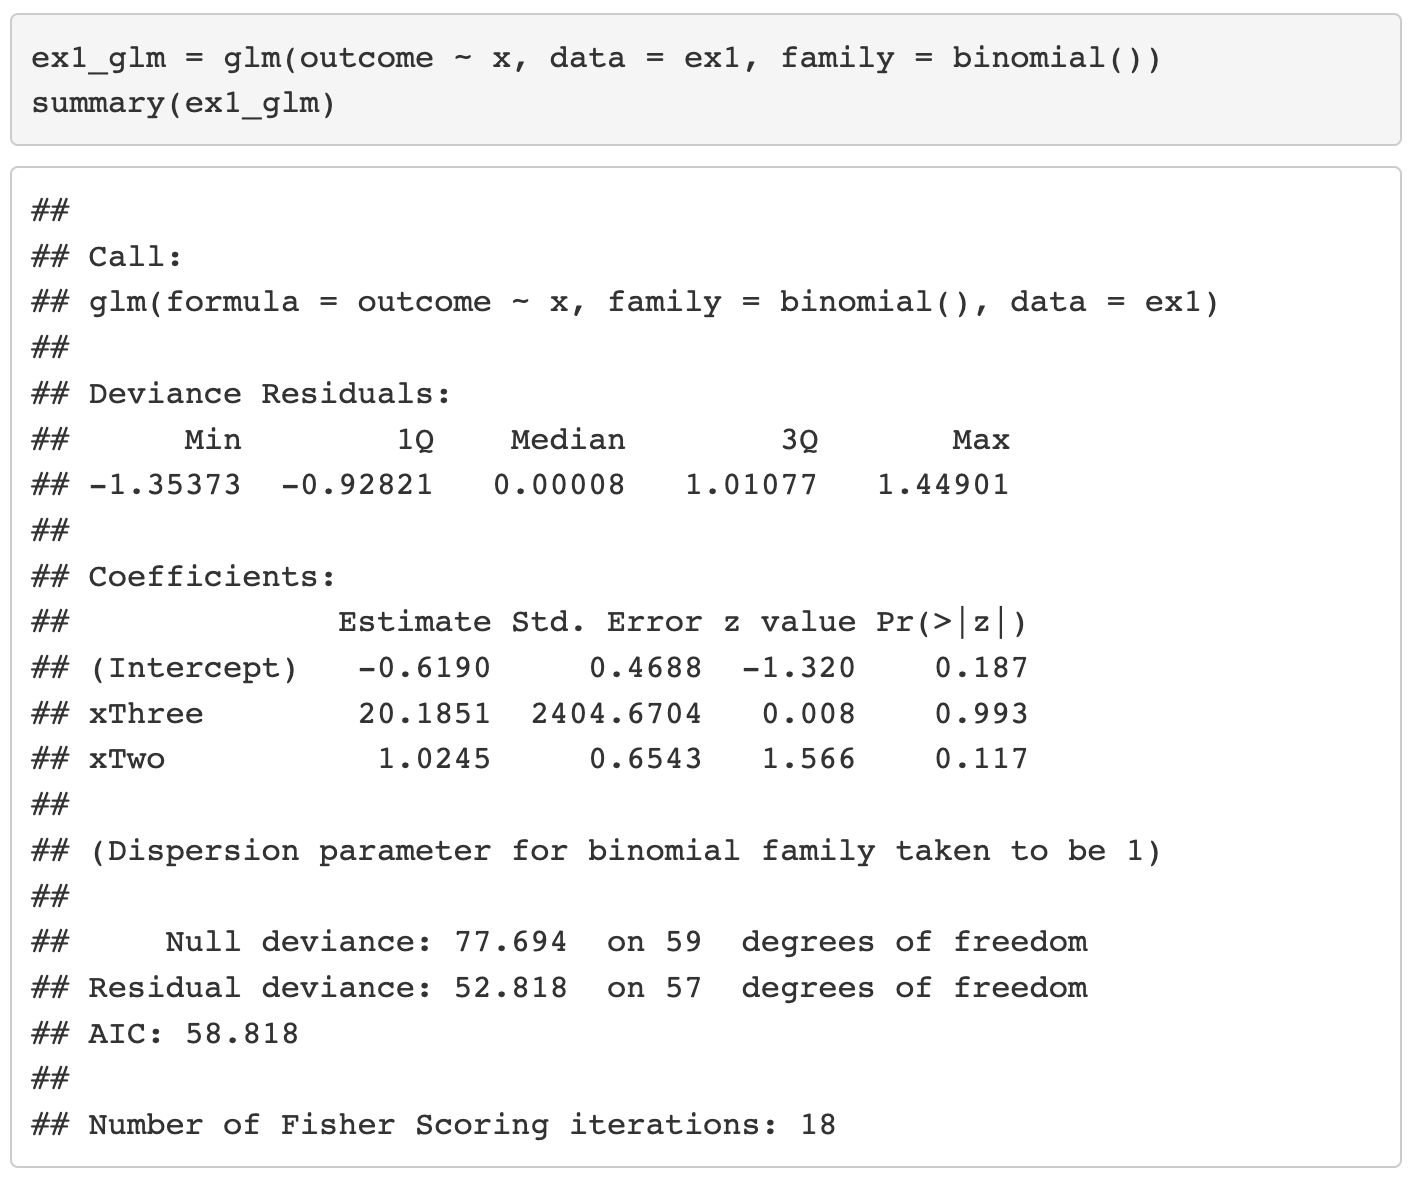 ex1_glm = glm(outcome ~ x, data = ex1, family = binomial())
summary(ex1_glm)
##
## Call:
## glm(formula = outcome ~ x, family = binomial(), data = ex1)
##
## Deviance Residuals:
##      Min        1Q    Median        3Q       Max
## -1.35373  -0.92821   0.00008   1.01077   1.44901
##
## Coefficients:
##              Estimate Std. Error z value Pr(>|z|)
## (Intercept)   -0.6190     0.4688  -1.320    0.187
## xThree        20.1851  2404.6704   0.008    0.993
## xTwo           1.0245     0.6543   1.566    0.117
##
## (Dispersion parameter for binomial family taken to be 1)
##
##     Null deviance: 77.694  on 59  degrees of freedom
## Residual deviance: 52.818  on 57  degrees of freedom
## AIC: 58.818
##
## Number of Fisher Scoring iterations: 18